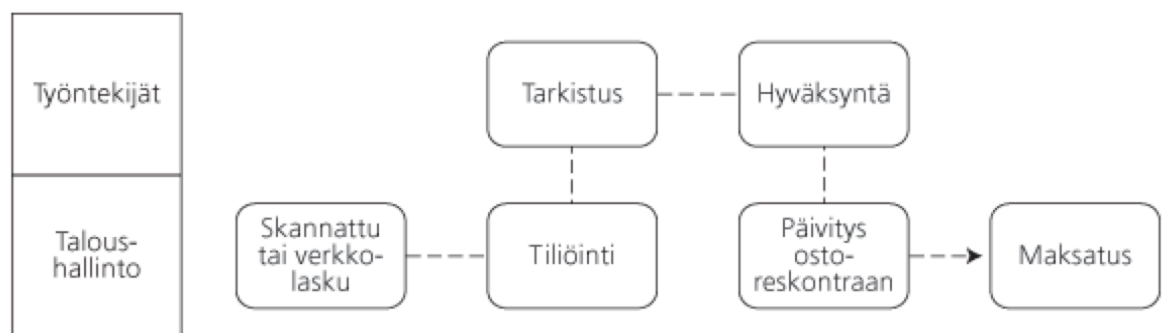 Työntekijät
Tarkistus
Hyväksyntä
Talous-
hallinto
Skannattu
tai verkko-
lasku
Tiliöinti
Päivitys
osto-
reskontraan
Maksatus